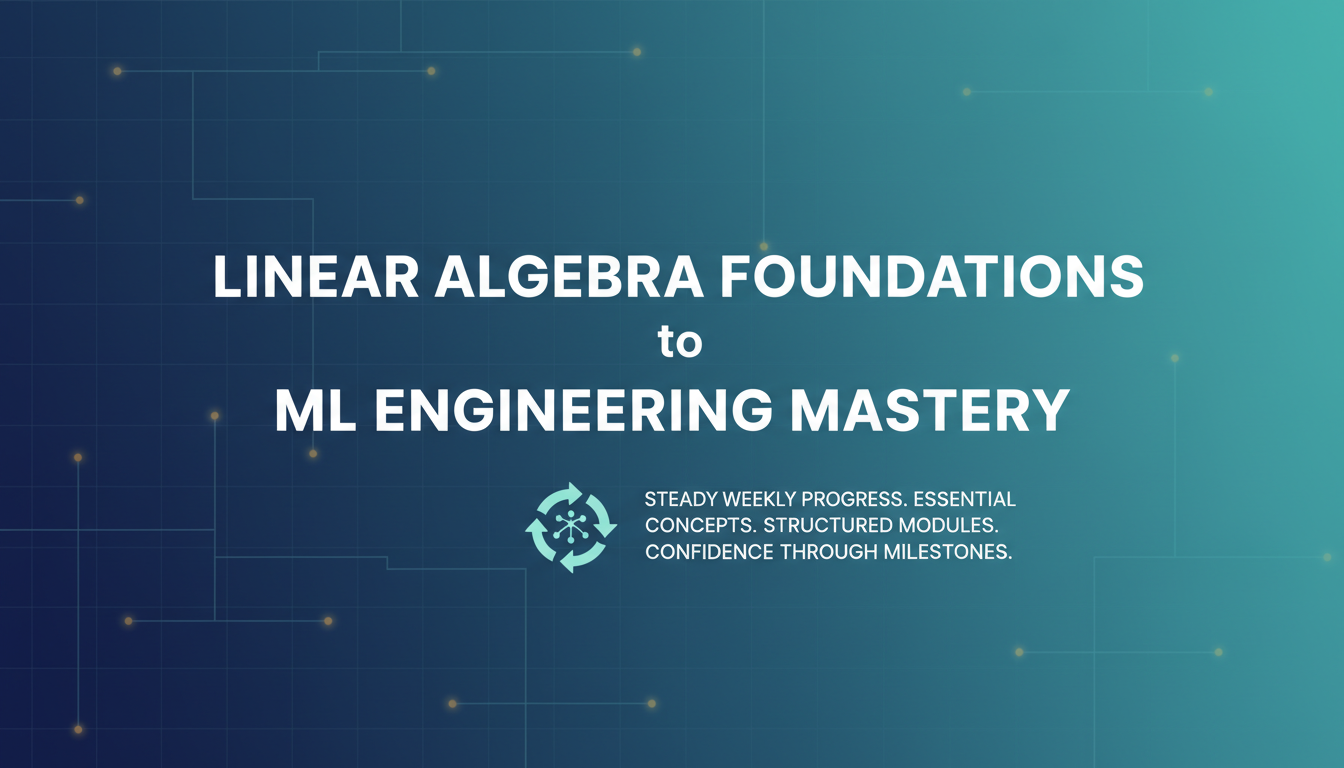 LINEAR ALGEBRA FOUNDATIONS
to
ML ENGINEERING MASTERY
STEADY WEEKLY PROGRESS. ESSENTIAL
CONCEPTS. STRUCTURED MODULES.
CONFIDENCE THROUGH MILESTONES.